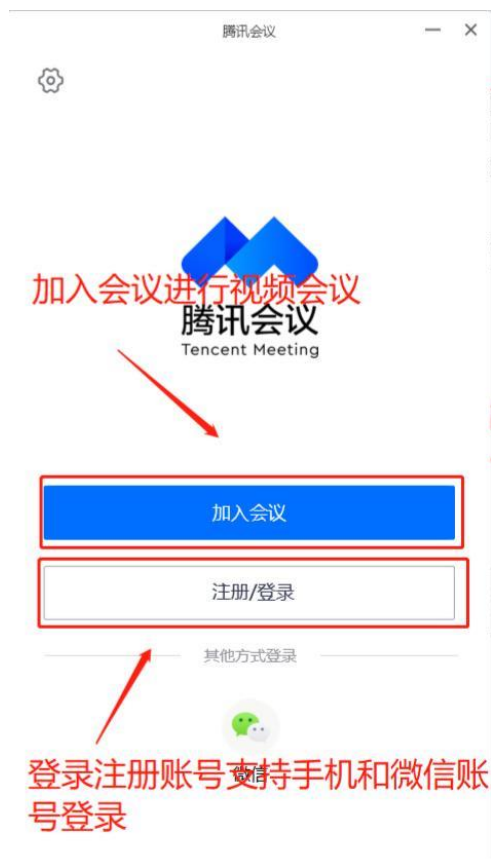 腾讯会议
加入会议进行视频会议
腾讯会议
Tencent Meeting
加入会议
注册/登录
其他方式登录
微信
登录注册账号支持手机和微信账
号登录